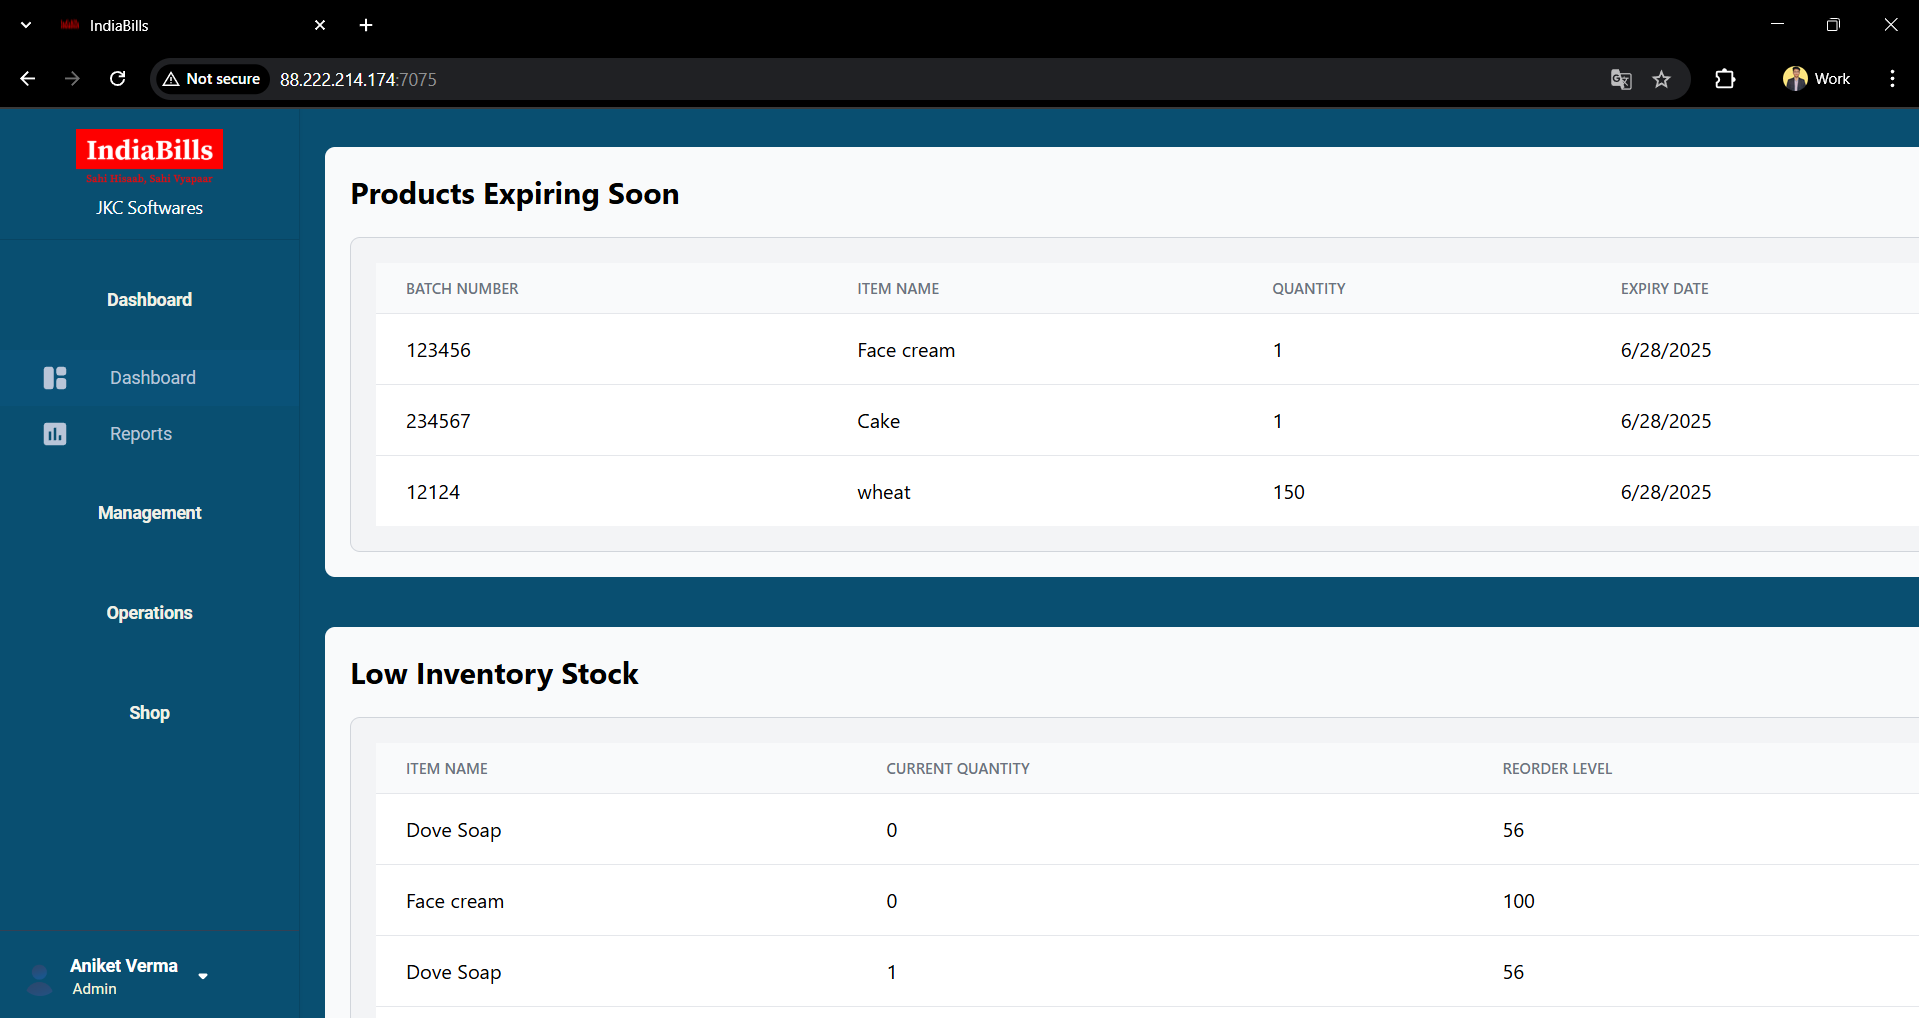 IndiaBills
Not secure
88.222.214.174:7075
Work
IndiaBills
Sahi Hisaab, Sahi Vyapaar
JKC Softwares
Dashboard
Dashboard
Reports
Management
Operations
Shop
Aniket Verma
Admin
Products Expiring Soon
BATCH NUMBER ITEM NAME QUANTITY EXPIRY DATE
123456 Face cream 1 6/28/2025
234567 Cake 1 6/28/2025
12124 wheat 150 6/28/2025
Low Inventory Stock
ITEM NAME CURRENT QUANTITY REORDER LEVEL
Dove Soap 0 56
Face cream 0 100
Dove Soap 1 56